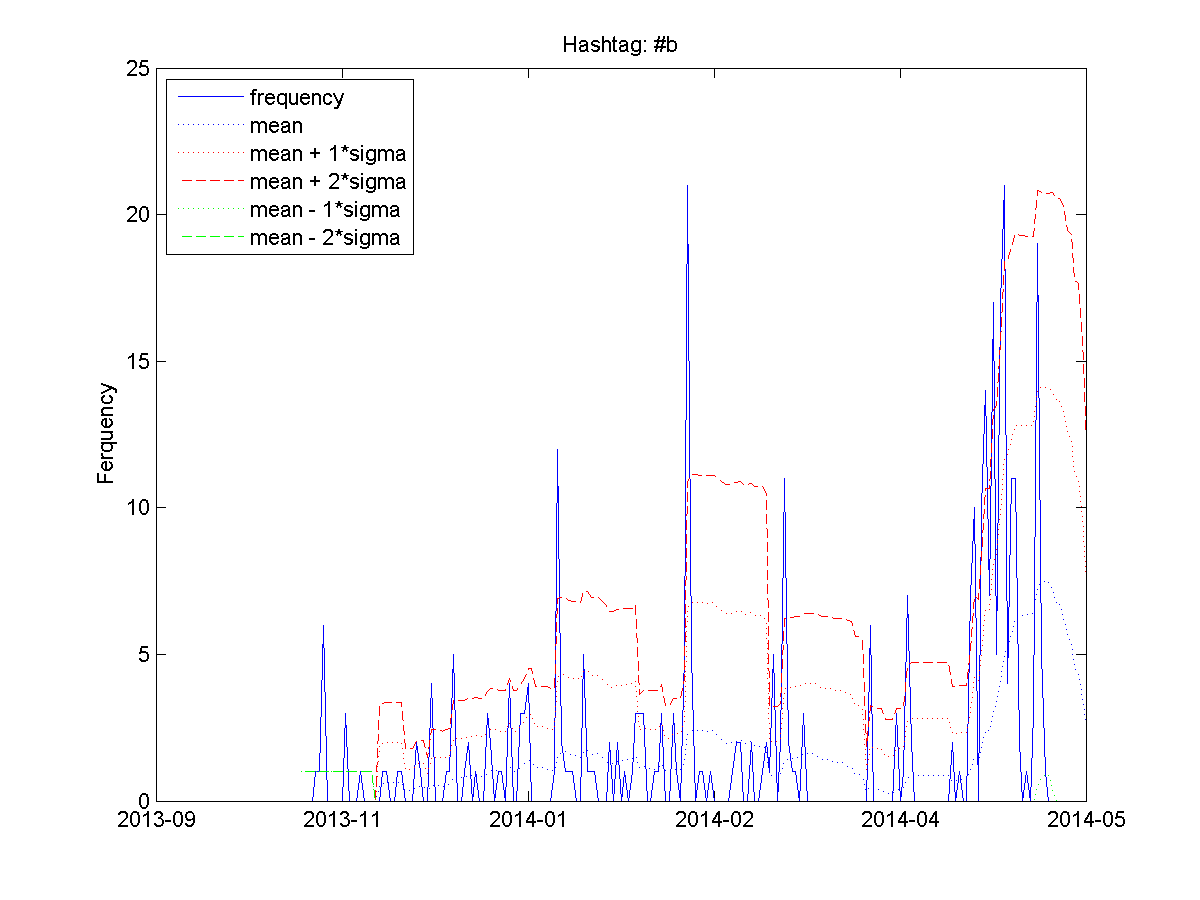 Hashtag: #b
25
20
15
10
5
0
Ferquency
frequency
mean
mean + 1*sigma
mean + 2*sigma
mean - 1*sigma
mean - 2*sigma
2013-09 2013-11 2014-01 2014-02 2014-04 2014-05